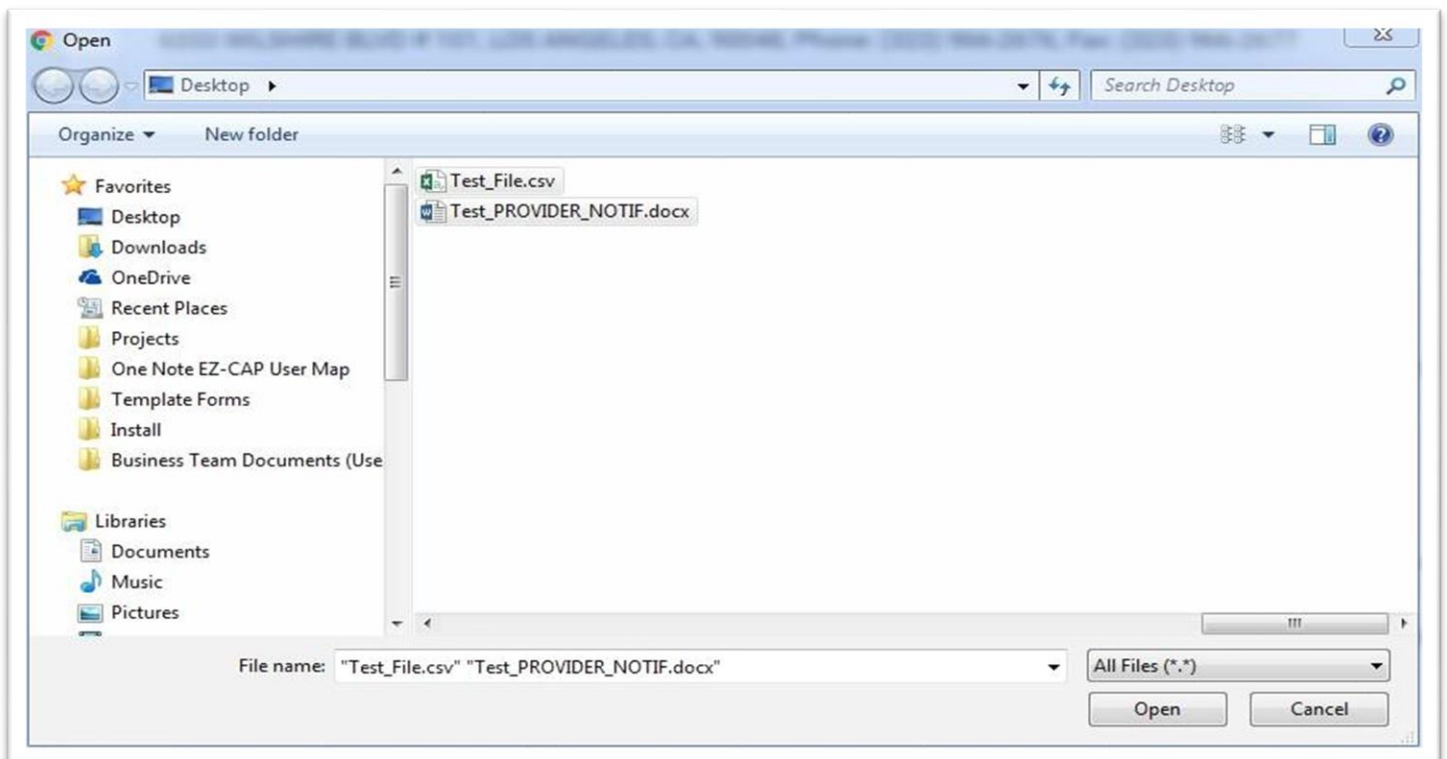 Open
Desktop
Search Desktop
Organize
New folder
Favorites
Desktop
Downloads
OneDrive
Recent Places
Projects
One Note EZ-CAP User Map
Template Forms
Install
Business Team Documents (Use
Libraries
Documents
Music
Pictures
Test_File.csv
Test_PROVIDER_NOTIF.docx
File name: "Test_File.csv" "Test_PROVIDER_NOTIF.docx"
All Files (*.*)
Open Cancel